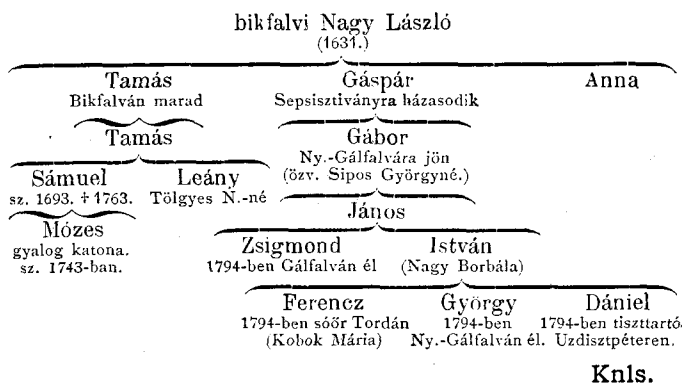 bikfalvi Nagy László
(1631.)
Tamás Gáspár Anna
Bikfalván marad Sepsisztiványra házasodik
Tamás Gábor
Ny.-Gálfalvára jön
Sámuel Leány (özv. Sipos Györgyné.)
sz. 1693. † 1763. Tölgyes N.-né
János
Mózes
gyalog katona. Zsigmond István
sz. 1743-ban. 1794-ben Gálfalván él (Nagy Borbála)
Ferencz György Dániel
1794-ben sóőr Tordán 1794-ben 1794-ben tiszttartó
(Kobok Mária) Ny.-Gálfalván él. Uzdisztpéteren.
Knls.